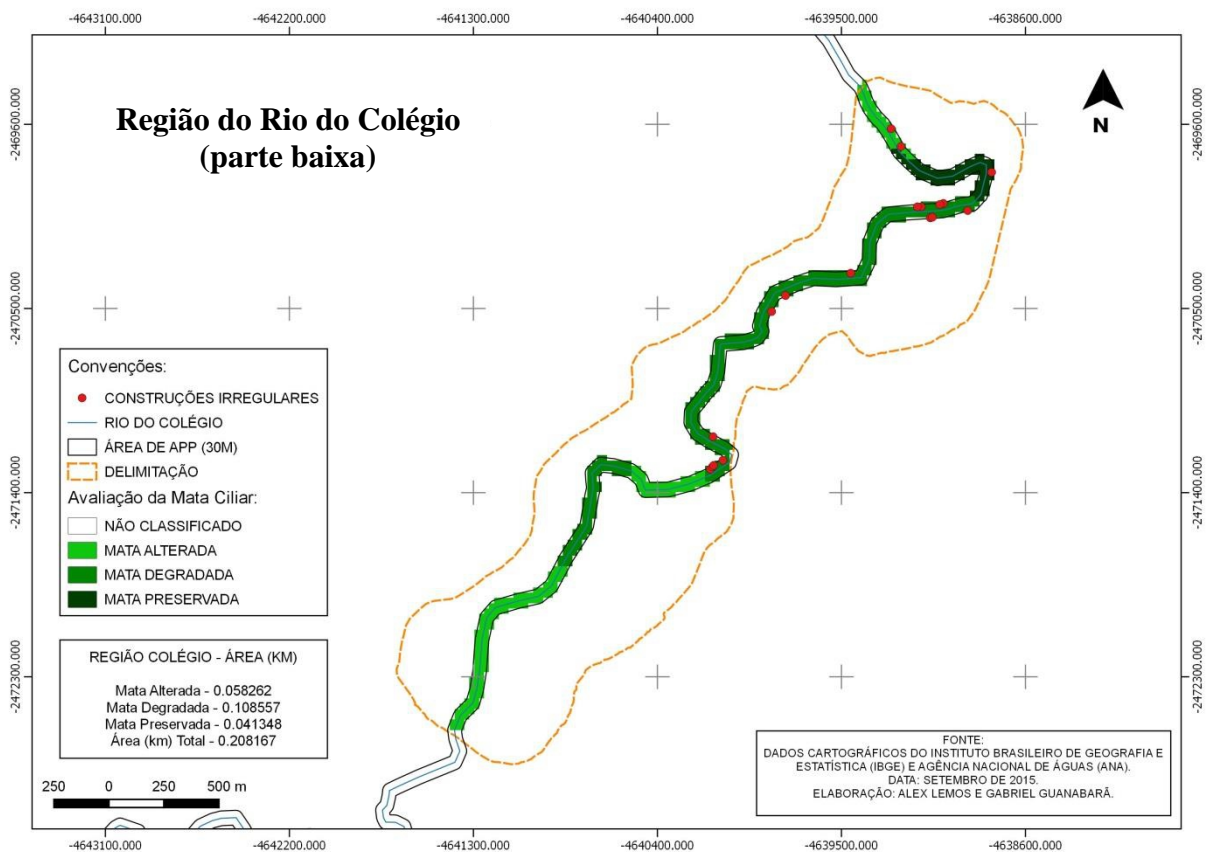 -4643100.000 -4642200.000 -4641300.000 -4640400.000 -4639500.000 -4638600.000
Região do Rio do Colégio
(parte baixa)
N
-2469600.000 -2469600.000
-2470500.000 -2470500.000
-2471400.000 -2471400.000
-2472300.000 -2472300.000
Convenções:
CONSTRUÇÕES IRREGULARES
RIO DO COLÉGIO
ÁREA DE APP (30M)
DELIMITAÇÃO
Avaliação da Mata Ciliar:
NÃO CLASSIFICADO
MATA ALTERADA
MATA DEGRADADA
MATA PRESERVADA
REGIÃO COLÉGIO - ÁREA (KM)
Mata Alterada - 0.058262
Mata Degradada - 0.108557
Mata Preservada - 0.041348
Área (km) Total - 0.208167
250 0 250 500 m
FONTE:
DADOS CARTOGRÁFICOS DO INSTITUTO BRASILEIRO DE GEOGRAFIA E
ESTATÍSTICA (IBGE) E AGÊNCIA NACIONAL DE ÁGUAS (ANA).
DATA: SETEMBRO DE 2015.
ELABORAÇÃO: ALEX LEMOS E GABRIEL GUANABARÃ.
-4643100.000 -4642200.000 -4641300.000 -4640400.000 -4639500.000 -4638600.000